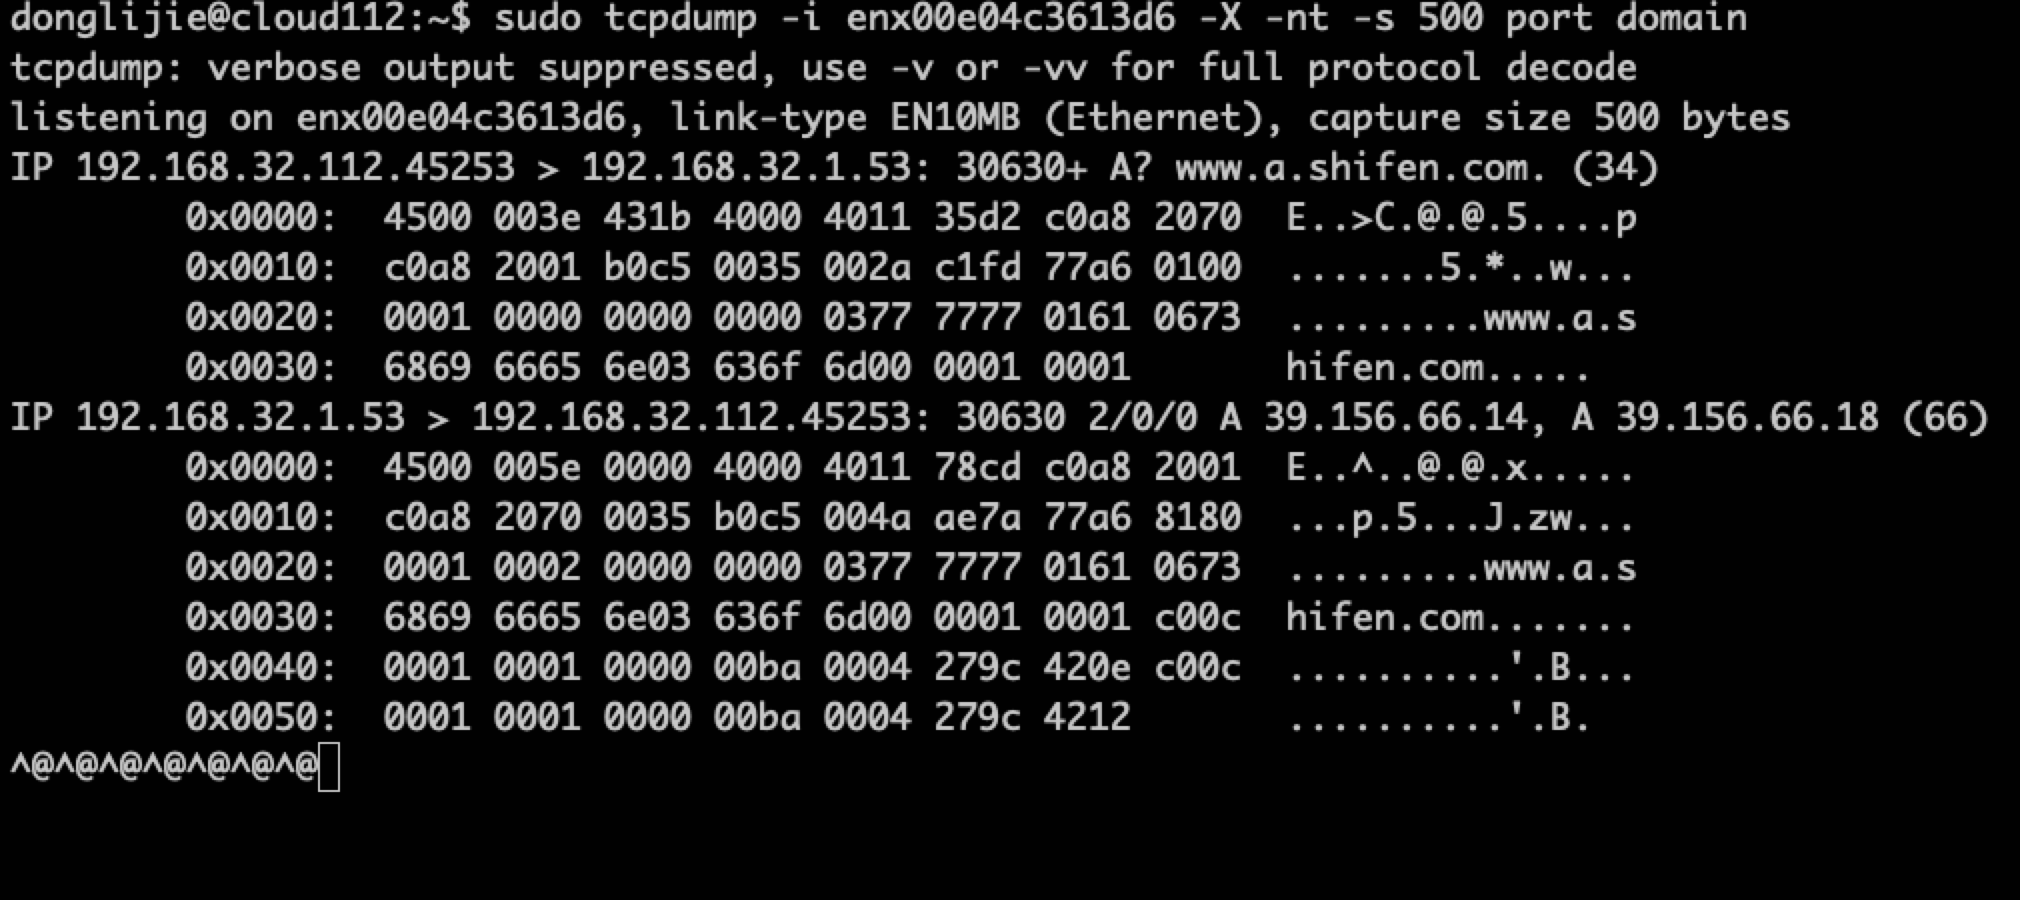 donglijie@cloud112:~$ sudo tcpdump -i enx00e04c3613d6 -X -nt -s 500 port domain
tcpdump: verbose output suppressed, use -v or -vv for full protocol decode
listening on enx00e04c3613d6, link-type EN10MB (Ethernet), capture size 500 bytes
IP 192.168.32.112.45253 > 192.168.32.1.53: 30630+ A? www.a.shifen.com. (34)
        0x0000:  4500 003e 431b 4000 4011 35d2 c0a8 2070  E..>C.@.@.5....p
        0x0010:  c0a8 2001 b0c5 0035 002a c1fd 77a6 0100  .......5.*..w...
        0x0020:  0001 0000 0000 0000 0377 7777 0161 0673  .........www.a.s
        0x0030:  6869 6665 6e03 636f 6d00 0001 0001       hifen.com.....
IP 192.168.32.1.53 > 192.168.32.112.45253: 30630 2/0/0 A 39.156.66.14, A 39.156.66.18 (66)
        0x0000:  4500 005e 0000 4000 4011 78cd c0a8 2001  E..^..@.@.x.....
        0x0010:  c0a8 2070 0035 b0c5 004a ae7a 77a6 8180  ...p.5...J.zw...
        0x0020:  0001 0002 0000 0000 0377 7777 0161 0673  .........www.a.s
        0x0030:  6869 6665 6e03 636f 6d00 0001 0001 c00c  hifen.com.......
        0x0040:  0001 0001 0000 00ba 0004 279c 420e c00c  ..........'.B...
        0x0050:  0001 0001 0000 00ba 0004 279c 4212       ..........'.B.
^@^@^@^@^@^@^@